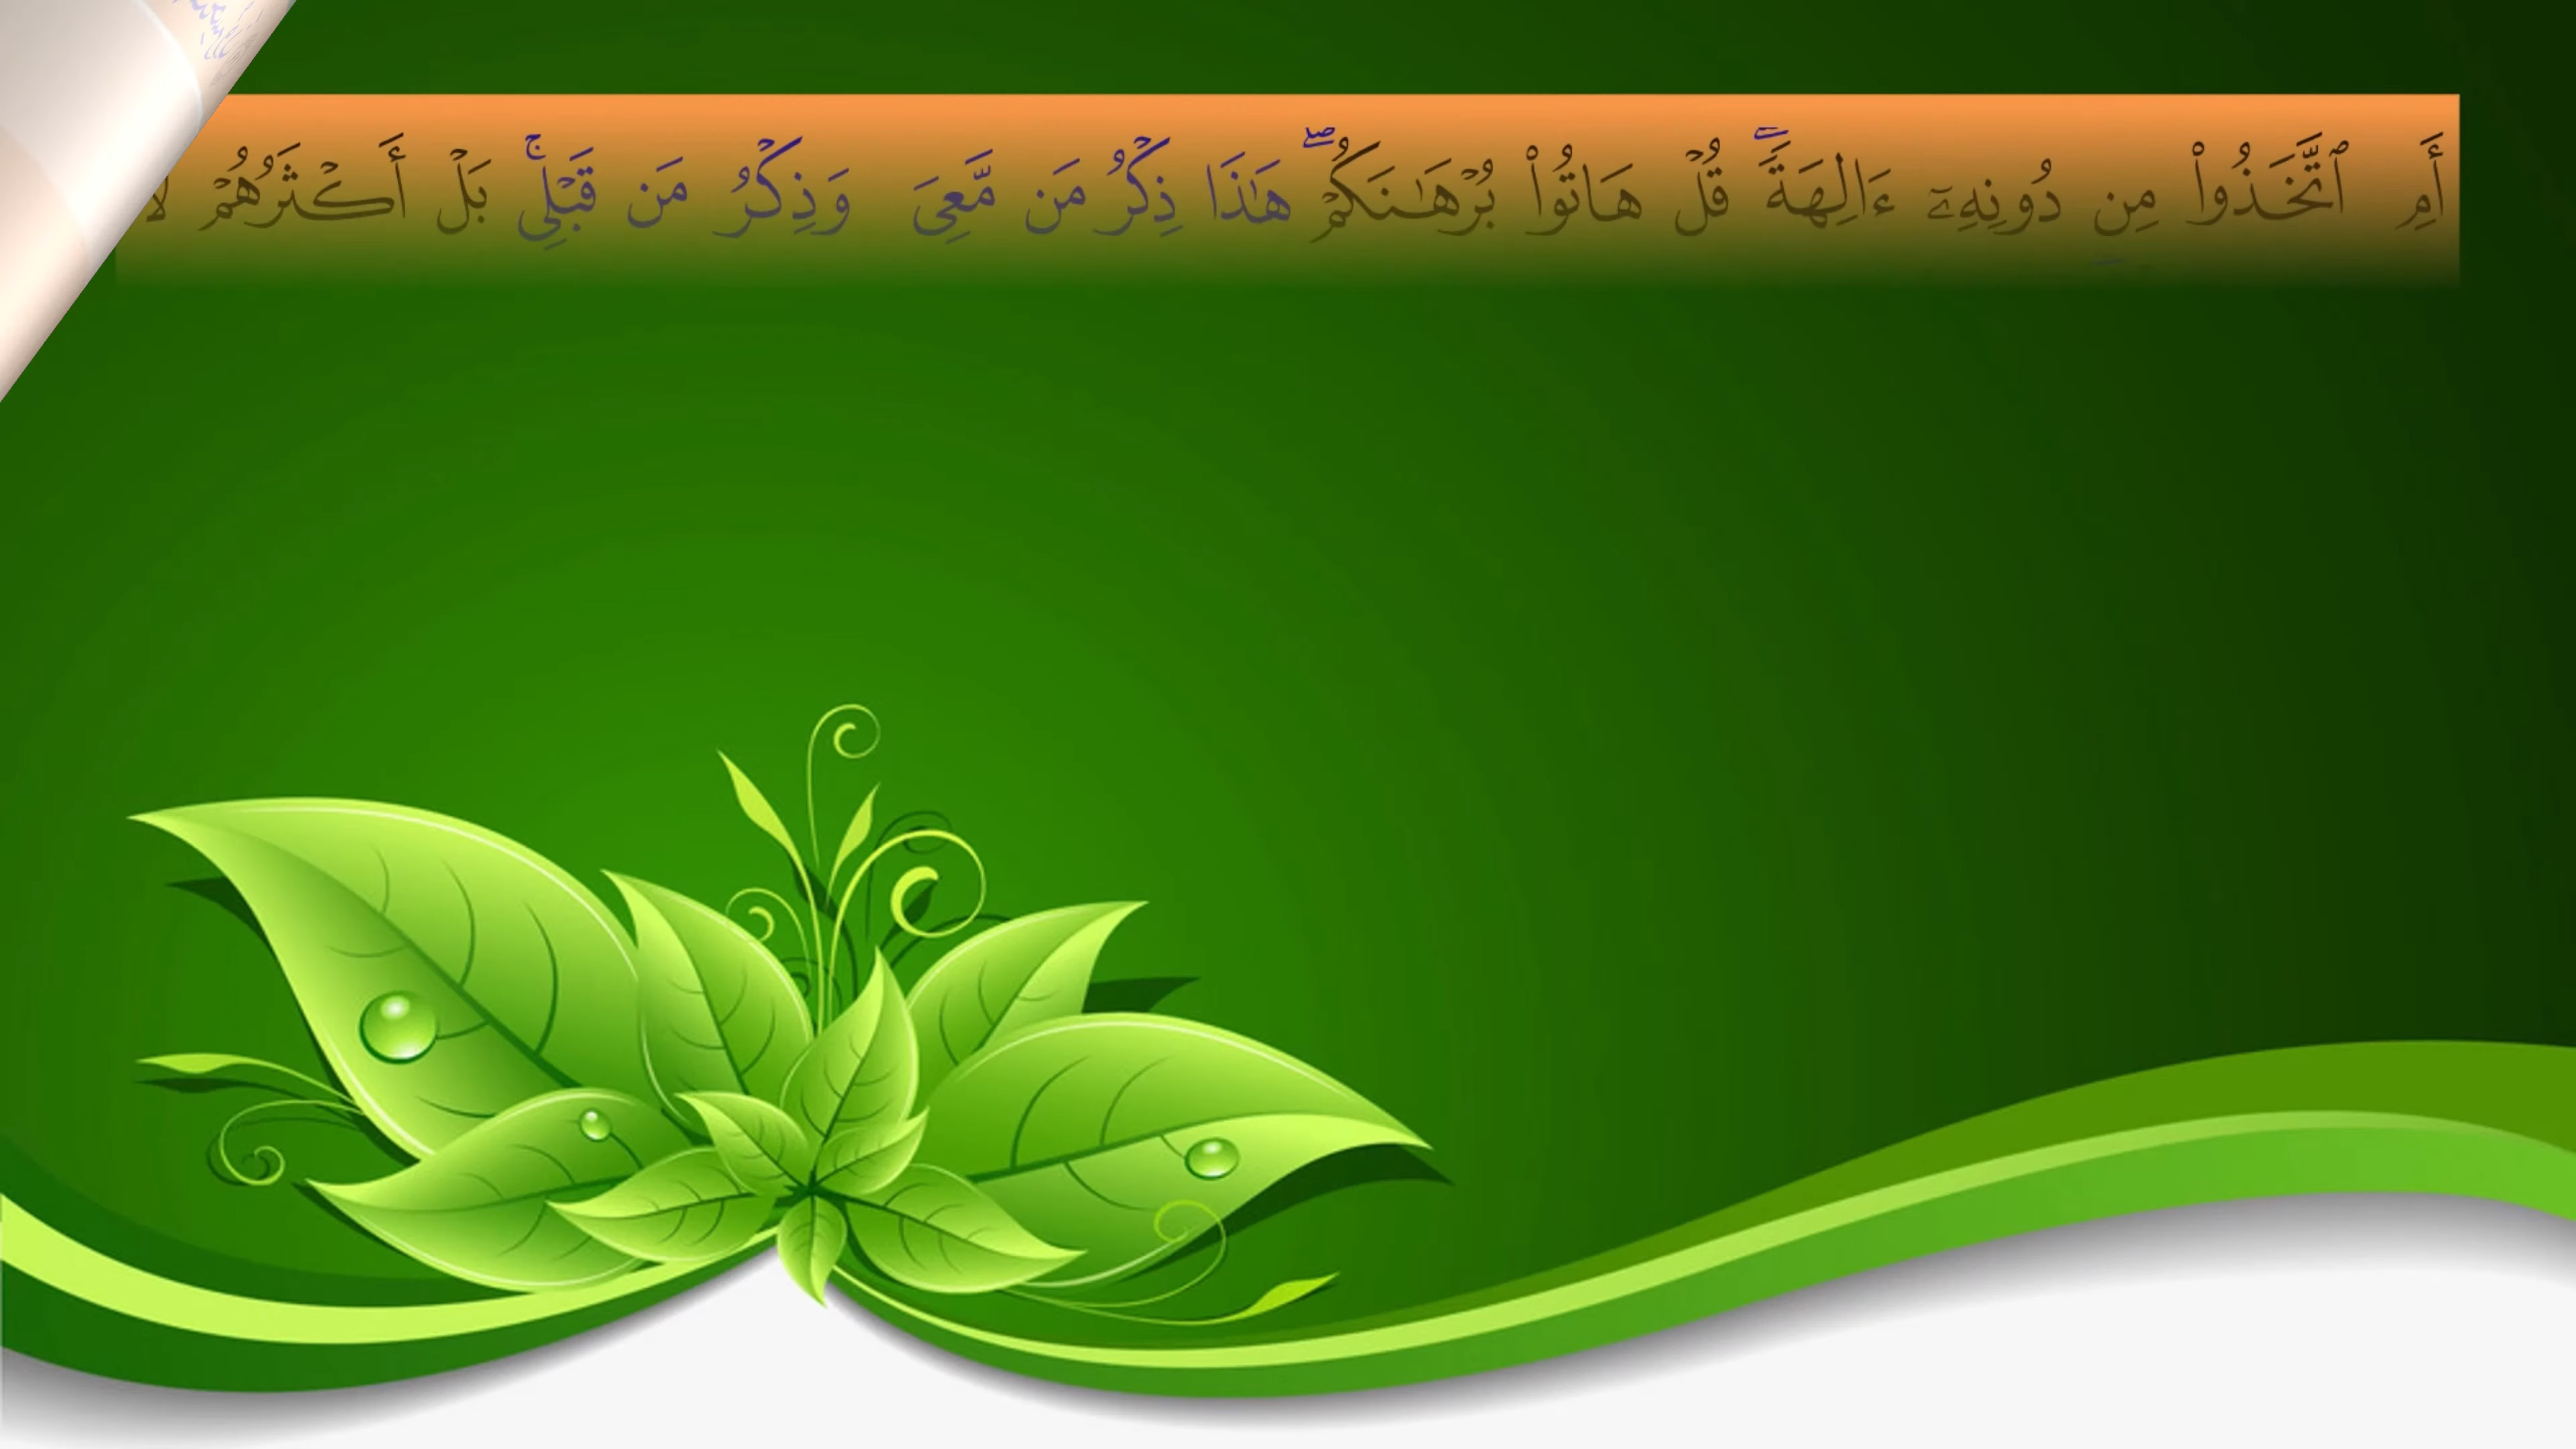 أَمِ ٱتَّخَذُوا۟ مِن دُونِهِۦٓ ءَالِهَةًۖ قُلْ هَاتُوا۟ بُرْهَـٰنَكُمْۖ هَـٰذَا ذِكْرُ مَن مَّعِىَ وَذِكْرُ مَن قَبْلِىۚ بَلْ أَكْثَرُهُمْ لَا